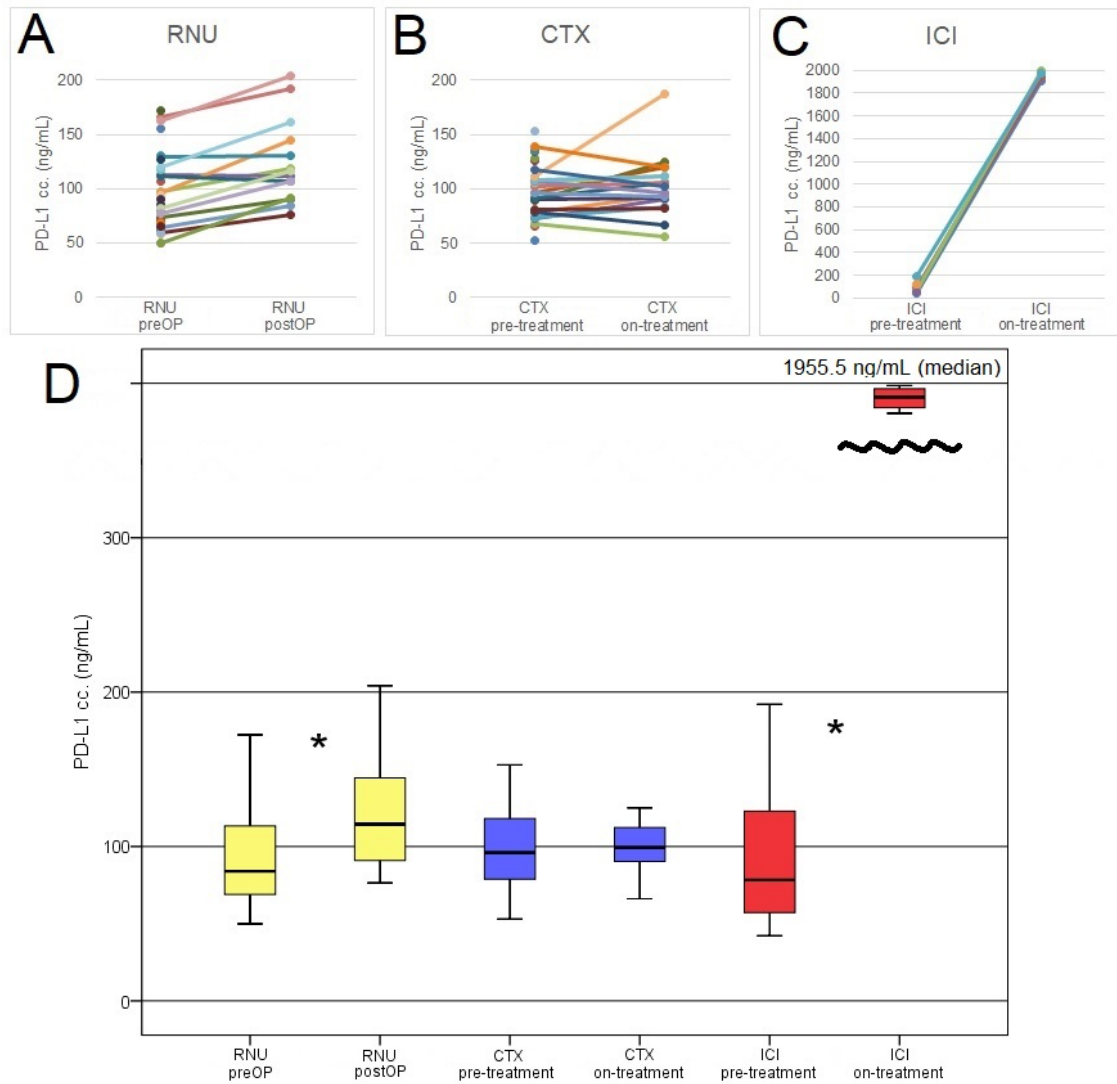 A
RNU
PD-L1 cc. (ng/mL)
200
150
100
50
0
RNU
preOP
RNU
postOP
B
CTX
PD-L1 cc. (ng/mL)
200
150
100
50
0
CTX
pre-treatment
CTX
on-treatment
C
ICI
PD-L1 cc. (ng/mL)
2000
1800
1600
1400
1200
1000
800
600
400
200
0
ICI
pre-treatment
ICI
on-treatment
D
1955.5 ng/mL (median)
PD-L1 cc. (ng/mL)
300
200
100
0
*
*
RNU
preOP
RNU
postOP
CTX
pre-treatment
CTX
on-treatment
ICI
pre-treatment
ICI
on-treatment